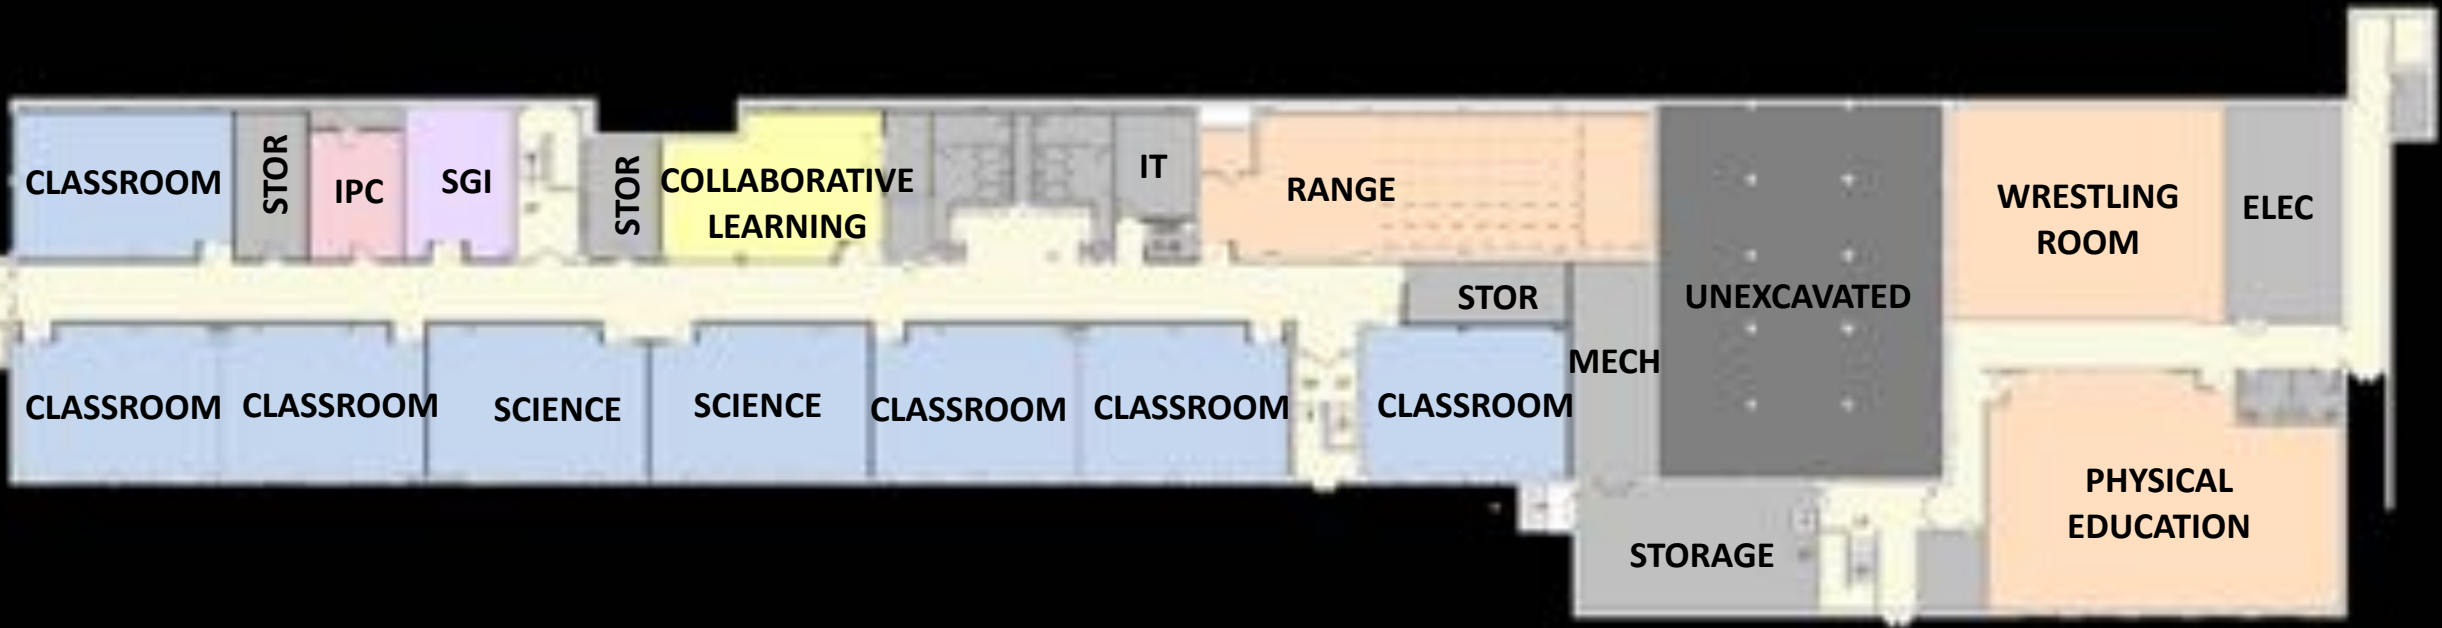 CLASSROOM
STOR
IPC
SGI
STOR
COLLABORATIVE
LEARNING
IT
RANGE
WRESTLING
ROOM
ELEC
STOR
UNEXCAVATED
MECH
CLASSROOM
CLASSROOM
SCIENCE
SCIENCE
CLASSROOM
CLASSROOM
CLASSROOM
PHYSICAL
EDUCATION
STORAGE